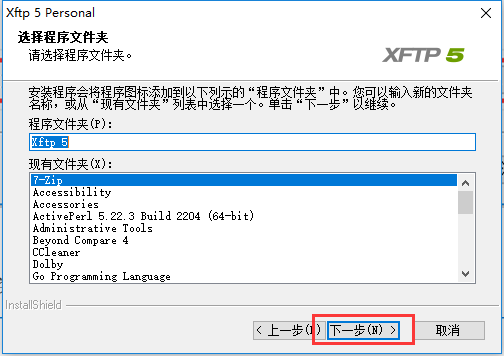 Xftp 5 Personal
选择程序文件夹
请选择程序文件夹。
XFTP 5
安装程序会将程序图标添加到以下列示的“程序文件夹”中。您可以输入新的文件夹
名称，或从“现有文件夹”列表中选择一个。单击“下一步”以继续。
程序文件夹(P):
Xftp 5
现有文件夹(X):
7-Zip
Accessibility
Accessories
ActivePerl 5.22.3 Build 2204 (64-bit)
Administrative Tools
Beyond Compare 4
CCleaner
Dolby
Go Programming Language
InstallShield
< 上一步 下一步(N) > 取消